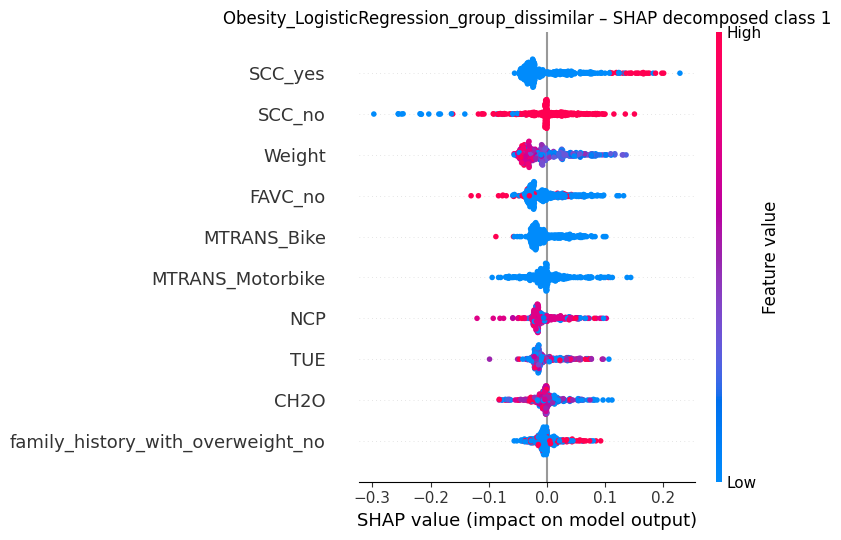 Obesity_LogisticRegression_group_dissimilar – SHAP decomposed class 1
High
SCC_yes
SCC_no
Weight
FAVC_no
MTRANS_Bike
MTRANS_Motorbike
NCP
TUE
CH2O
family_history_with_overweight_no
Feature value
Low
−0.3 −0.2 −0.1 0.0 0.1 0.2
SHAP value (impact on model output)